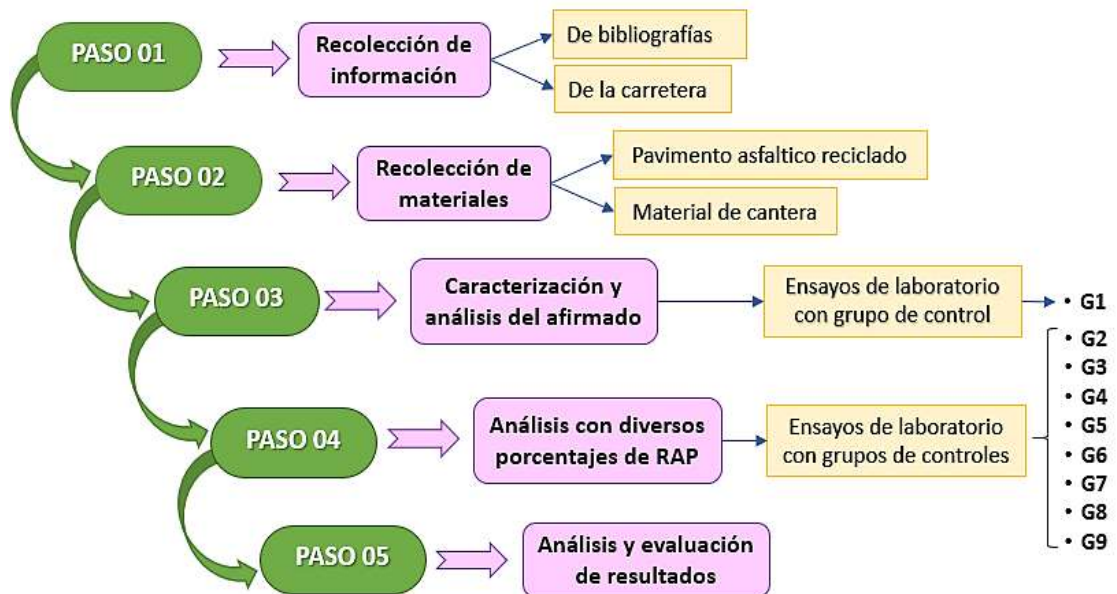 PASO 01
Recolección de
información
De bibliografías
De la carretera
PASO 02
Recolección de
materiales
Pavimento asfaltico reciclado
Material de cantera
PASO 03
Caracterización y
análisis del afirmado
Ensayos de laboratorio
con grupo de control
• G1
PASO 04
Análisis con diversos
porcentajes de RAP
Ensayos de laboratorio
con grupos de controles
• G2
• G3
• G4
• G5
• G6
• G7
• G8
• G9
PASO 05
Análisis y evaluación
de resultados